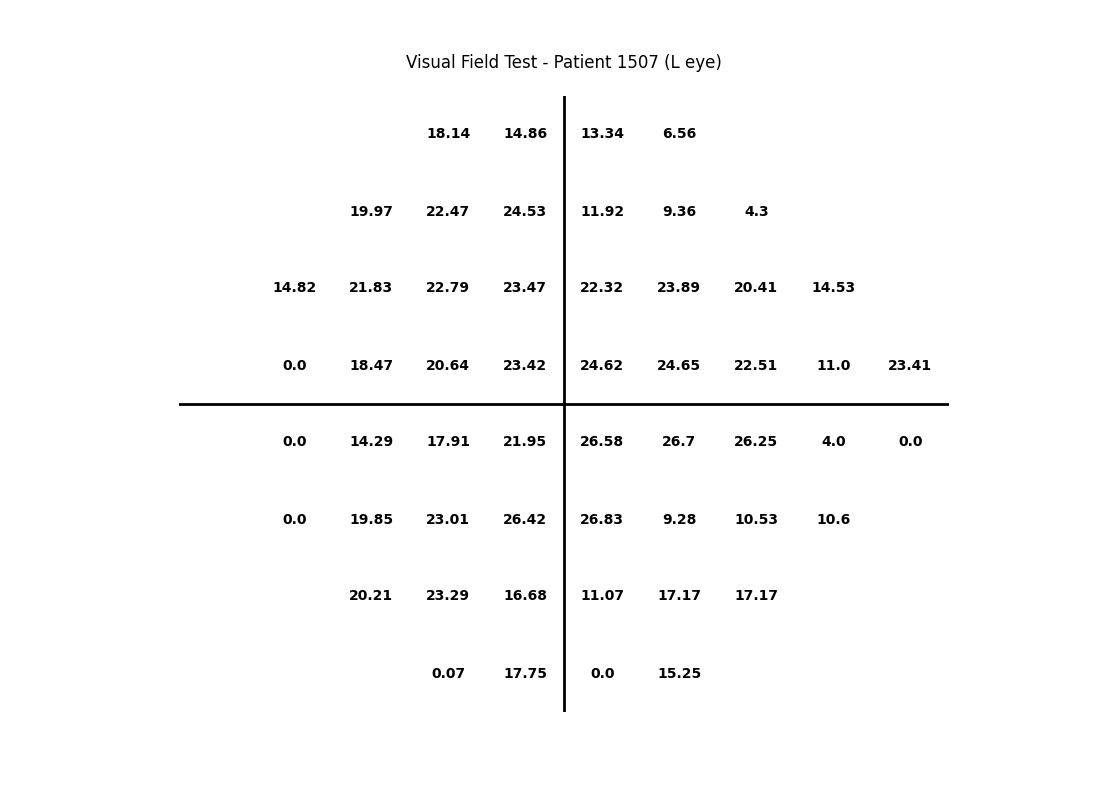 Visual Field Test - Patient 1507 (L eye)
18.14 14.86 13.34 6.56
19.97 22.47 24.53 11.92 9.36 4.3
14.82 21.83 22.79 23.47 22.32 23.89 20.41 14.53
0.0 18.47 20.64 23.42 24.62 24.65 22.51 11.0 23.41
0.0 14.29 17.91 21.95 26.58 26.7 26.25 4.0 0.0
0.0 19.85 23.01 26.42 26.83 9.28 10.53 10.6
20.21 23.29 16.68 11.07 17.17 17.17
0.07 17.75 0.0 15.25